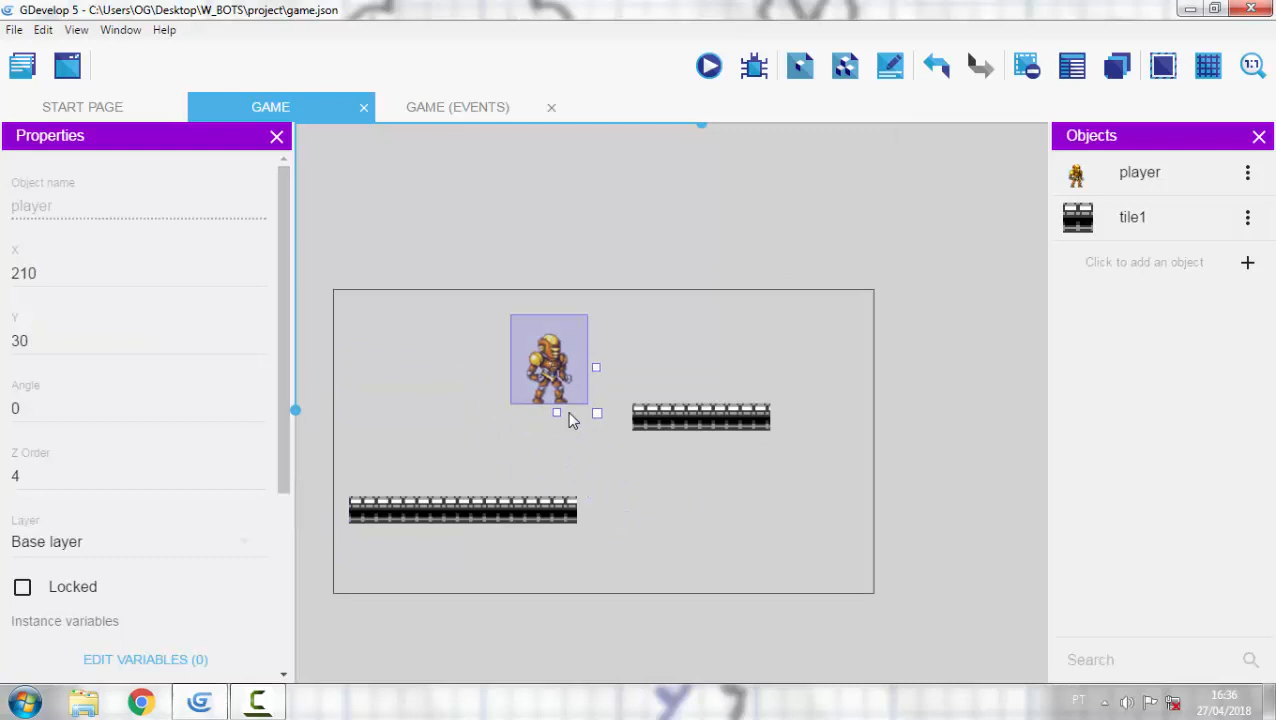 GDevelop 5 - C:\Users\OG\Desktop\W_BOTS\project\game.json
File Edit View Window Help
1:1
START PAGE GAME × GAME (EVENTS) ×
Properties
Object name
player
X
210
Y
30
Angle
0
Z Order
4
Layer
Base layer
Locked
Instance variables
EDIT VARIABLES (0)
Objects
player
tile1
Click to add an object +
Search
PT
16:36
27/04/2018